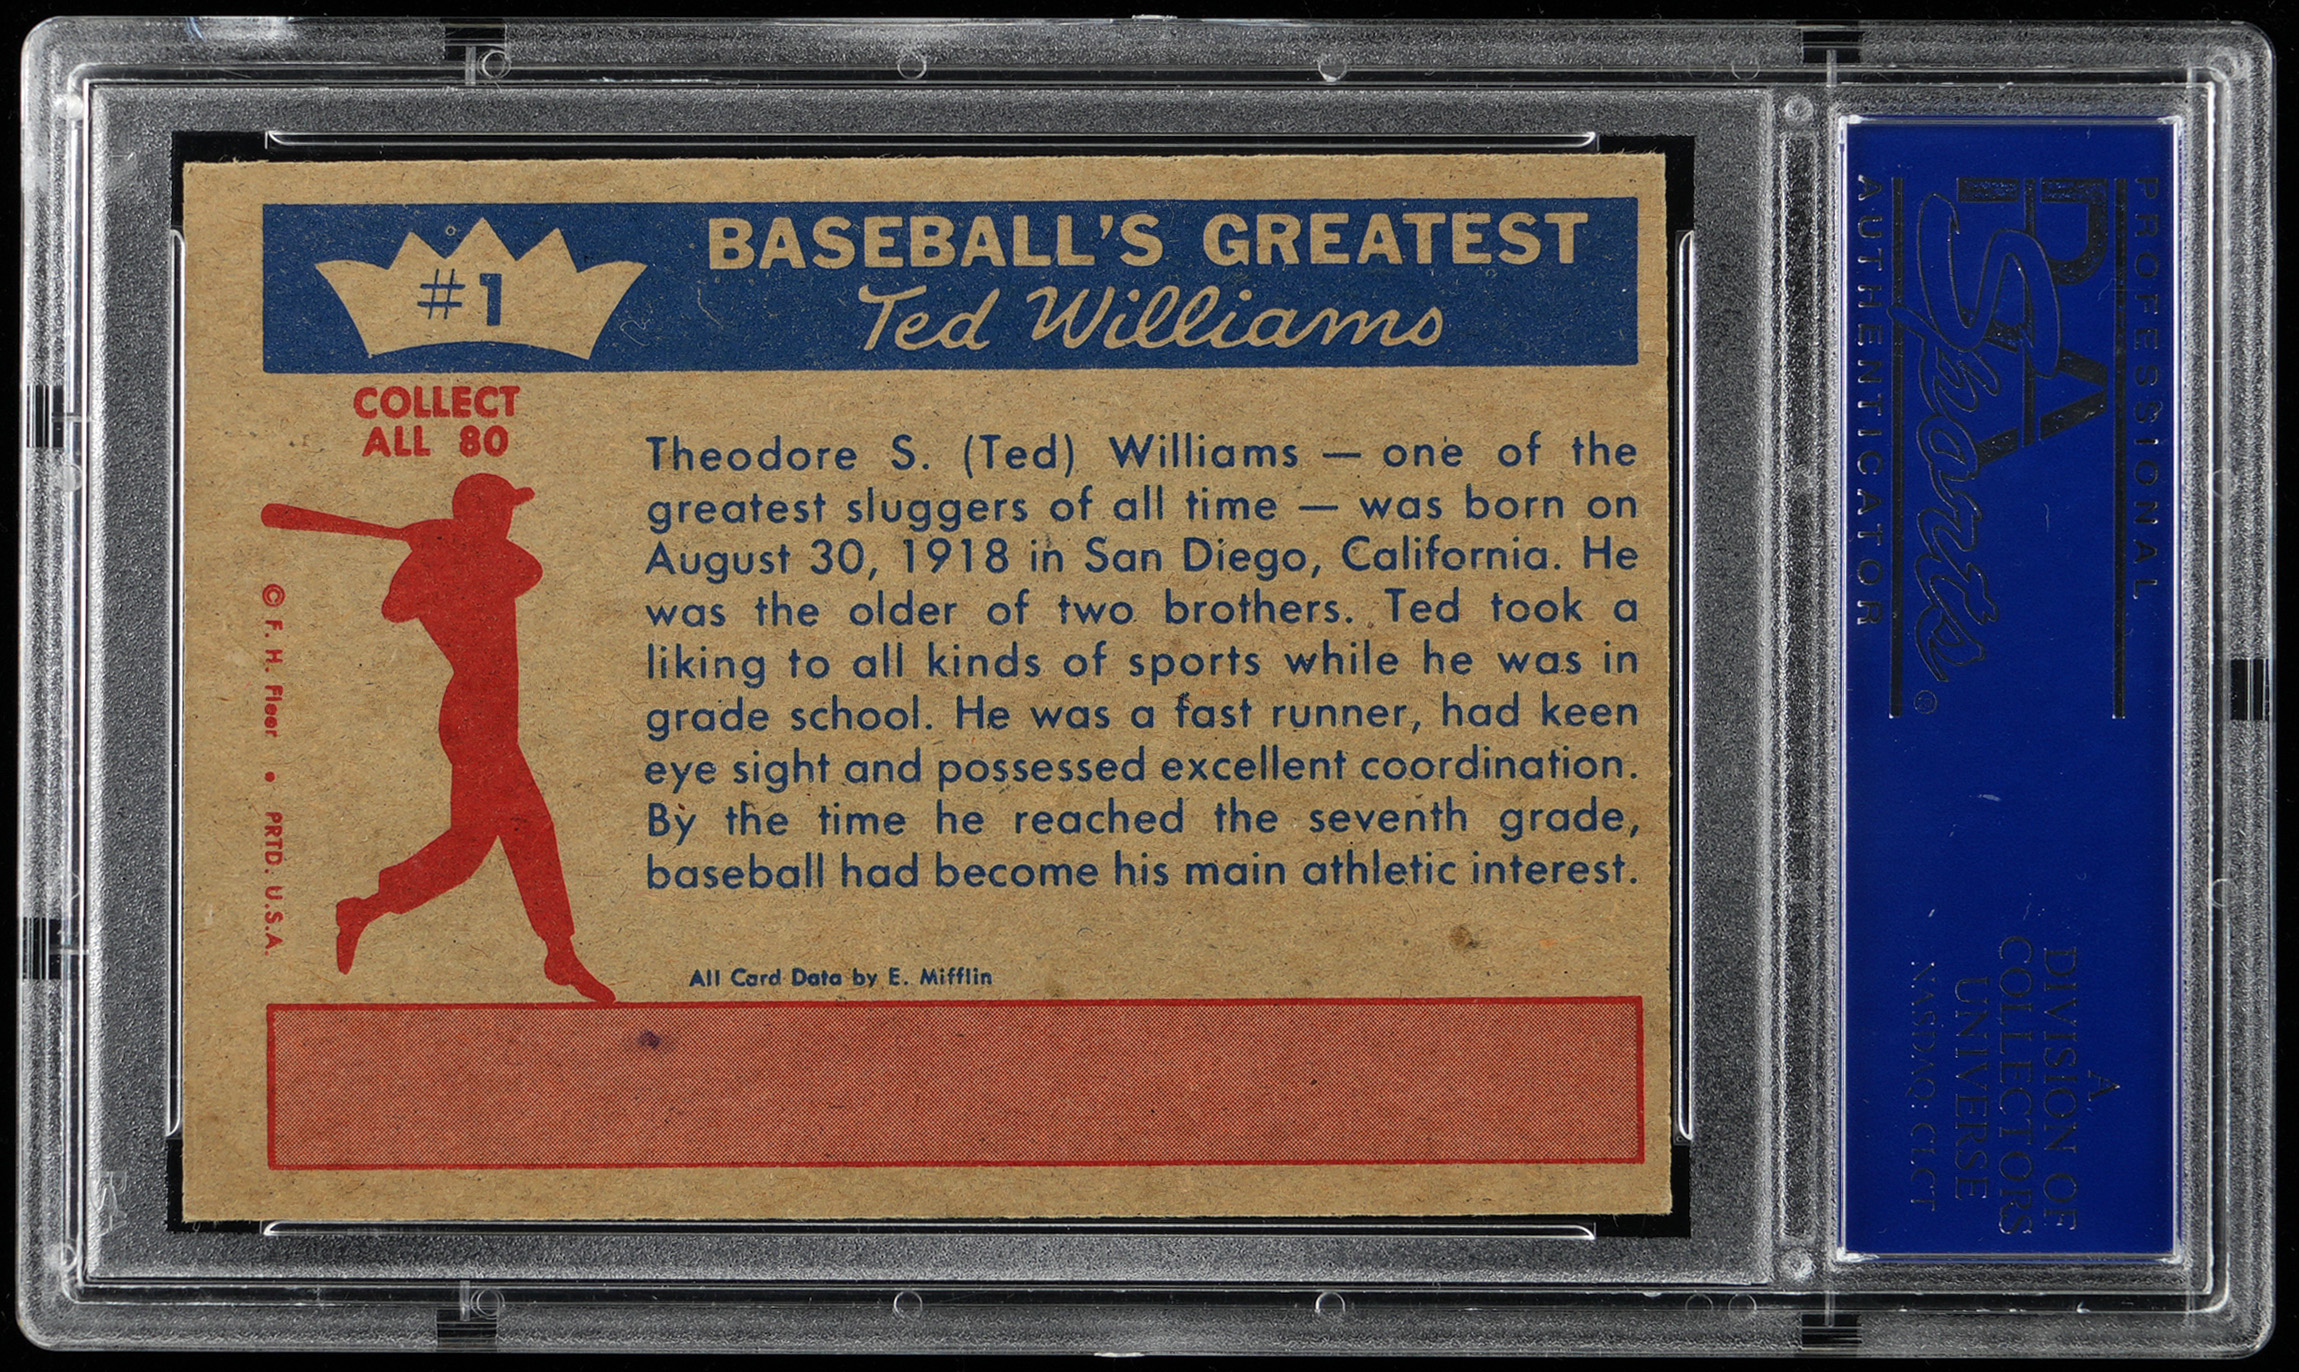 #1
BASEBALL'S GREATEST
Ted Williams
COLLECT
ALL 80
Theodore S. (Ted) Williams — one of the
greatest sluggers of all time — was born on
August 30, 1918 in San Diego, California. He
was the older of two brothers. Ted took a
liking to all kinds of sports while he was in
grade school. He was a fast runner, had keen
eye sight and possessed excellent coordination.
By the time he reached the seventh grade,
baseball had become his main athletic interest.
All Card Data by E. Mifflin
© F. H. Fleer • PRTD. U.S.A.
PROFESSIONAL
PSA
Sports®
AUTHENTICATOR
A
DIVISION OF
COLLECTORS
UNIVERSE
NASDAQ: CLCT
PSA